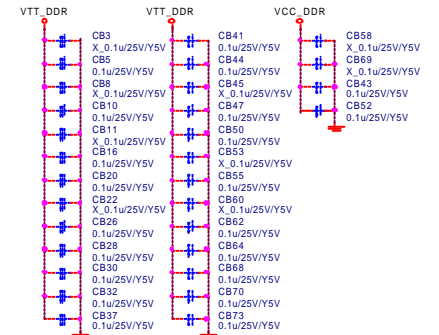 VTT_DDR
CB3
X_0.1u/25V/Y5V
CB5
0.1u/25V/Y5V
CB8
X_0.1u/25V/Y5V
CB10
0.1u/25V/Y5V
CB11
X_0.1u/25V/Y5V
CB16
0.1u/25V/Y5V
CB20
0.1u/25V/Y5V
CB22
X_0.1u/25V/Y5V
CB26
0.1u/25V/Y5V
CB28
0.1u/25V/Y5V
CB30
0.1u/25V/Y5V
CB32
0.1u/25V/Y5V
CB37
0.1u/25V/Y5V
VTT_DDR
CB41
0.1u/25V/Y5V
CB44
0.1u/25V/Y5V
CB45
X_0.1u/25V/Y5V
CB47
0.1u/25V/Y5V
CB50
0.1u/25V/Y5V
CB53
X_0.1u/25V/Y5V
CB55
0.1u/25V/Y5V
CB60
X_0.1u/25V/Y5V
CB62
0.1u/25V/Y5V
CB64
0.1u/25V/Y5V
CB68
0.1u/25V/Y5V
CB70
0.1u/25V/Y5V
CB73
0.1u/25V/Y5V
VCC_DDR
CB58
X_0.1u/25V/Y5V
CB69
X_0.1u/25V/Y5V
CB43
0.1u/25V/Y5V
CB52
0.1u/25V/Y5V